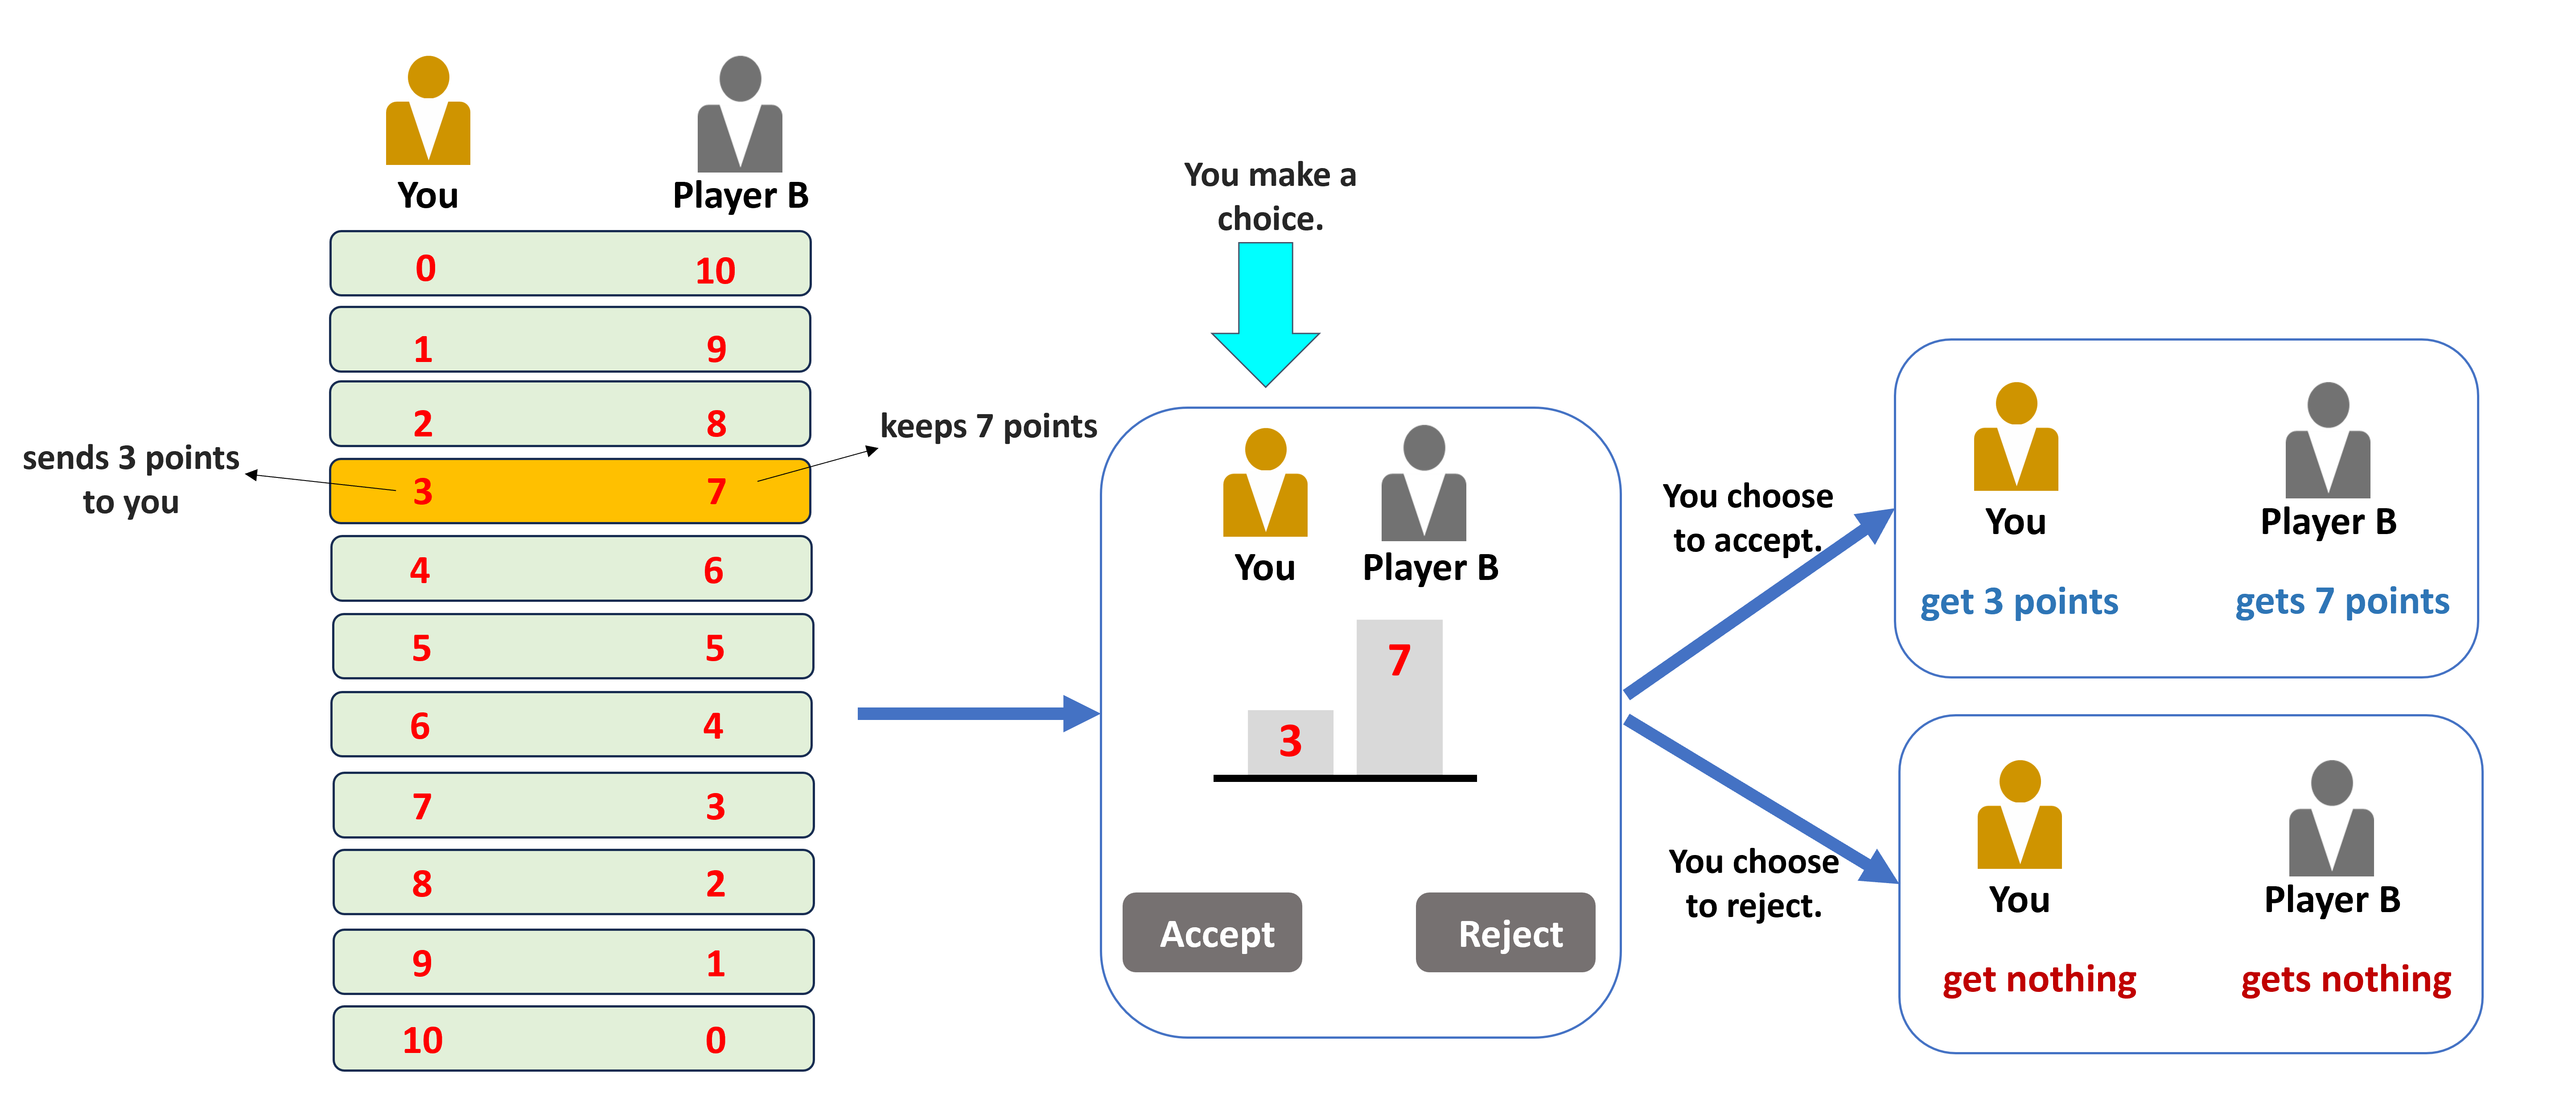 You Player B
0 10
1 9
2 8
3 7
4 6
5 5
6 4
7 3
8 2
9 1
10 0
sends 3 points
to you
keeps 7 points
You make a
choice.
You Player B
3 7
Accept Reject
You choose
to accept.
You Player B
get 3 points gets 7 points
You choose
to reject.
You Player B
get nothing gets nothing